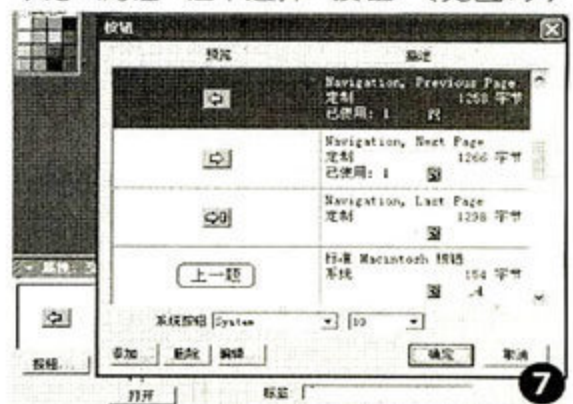 按钮
预览 描述
Navigation, Previous Page
定制 1258 字节
已使用: 1
Navigation, Next Page
定制 1266 字节
已使用: 1
Navigation, Last Page
定制 1298 字节
上一题
标准 Macintosh 按钮
系统 154 字节
系统按钮 System 10
添加... 删除 编辑... 确定 取消
按钮...
打开 标签
7